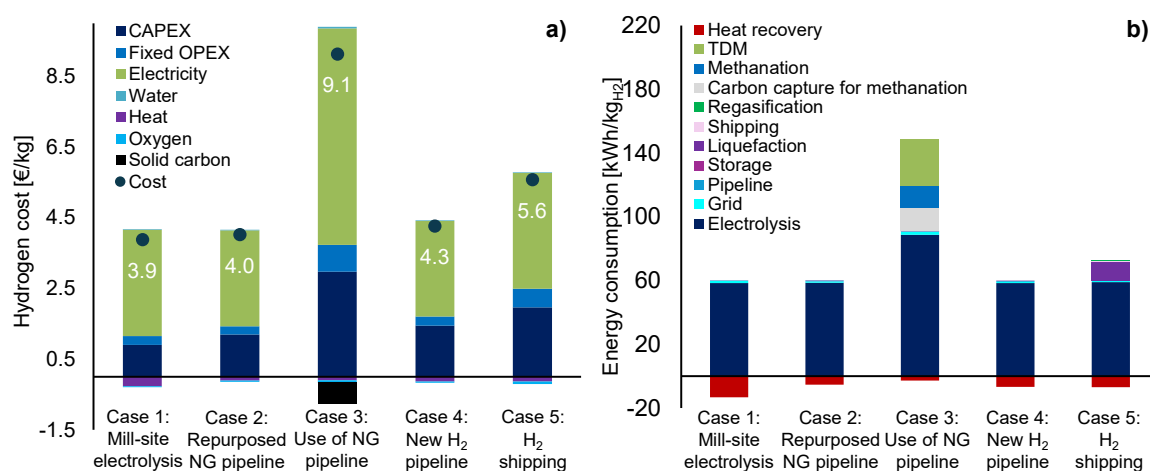 a)
Hydrogen cost [€/kg]
8.5
6.5
4.5
2.5
0.5
-1.5
CAPEX
Fixed OPEX
Electricity
Water
Heat
Oxygen
Solid carbon
Cost
3.9
4.0
9.1
4.3
5.6
Case 1:
Mill-site
electrolysis
Case 2:
Repurposed
NG pipeline
Case 3:
Use of NG
pipeline
Case 4:
New H₂
pipeline
Case 5:
H₂
shipping
b)
Energy consumption [kWh/kg_H2]
220
180
140
100
60
20
-20
Heat recovery
TDM
Methanation
Carbon capture for methanation
Regasification
Shipping
Liquefaction
Storage
Pipeline
Grid
Electrolysis
Case 1:
Mill-site
electrolysis
Case 2:
Repurposed
NG pipeline
Case 3:
Use of NG
pipeline
Case 4:
New H₂
pipeline
Case 5:
H₂
shipping